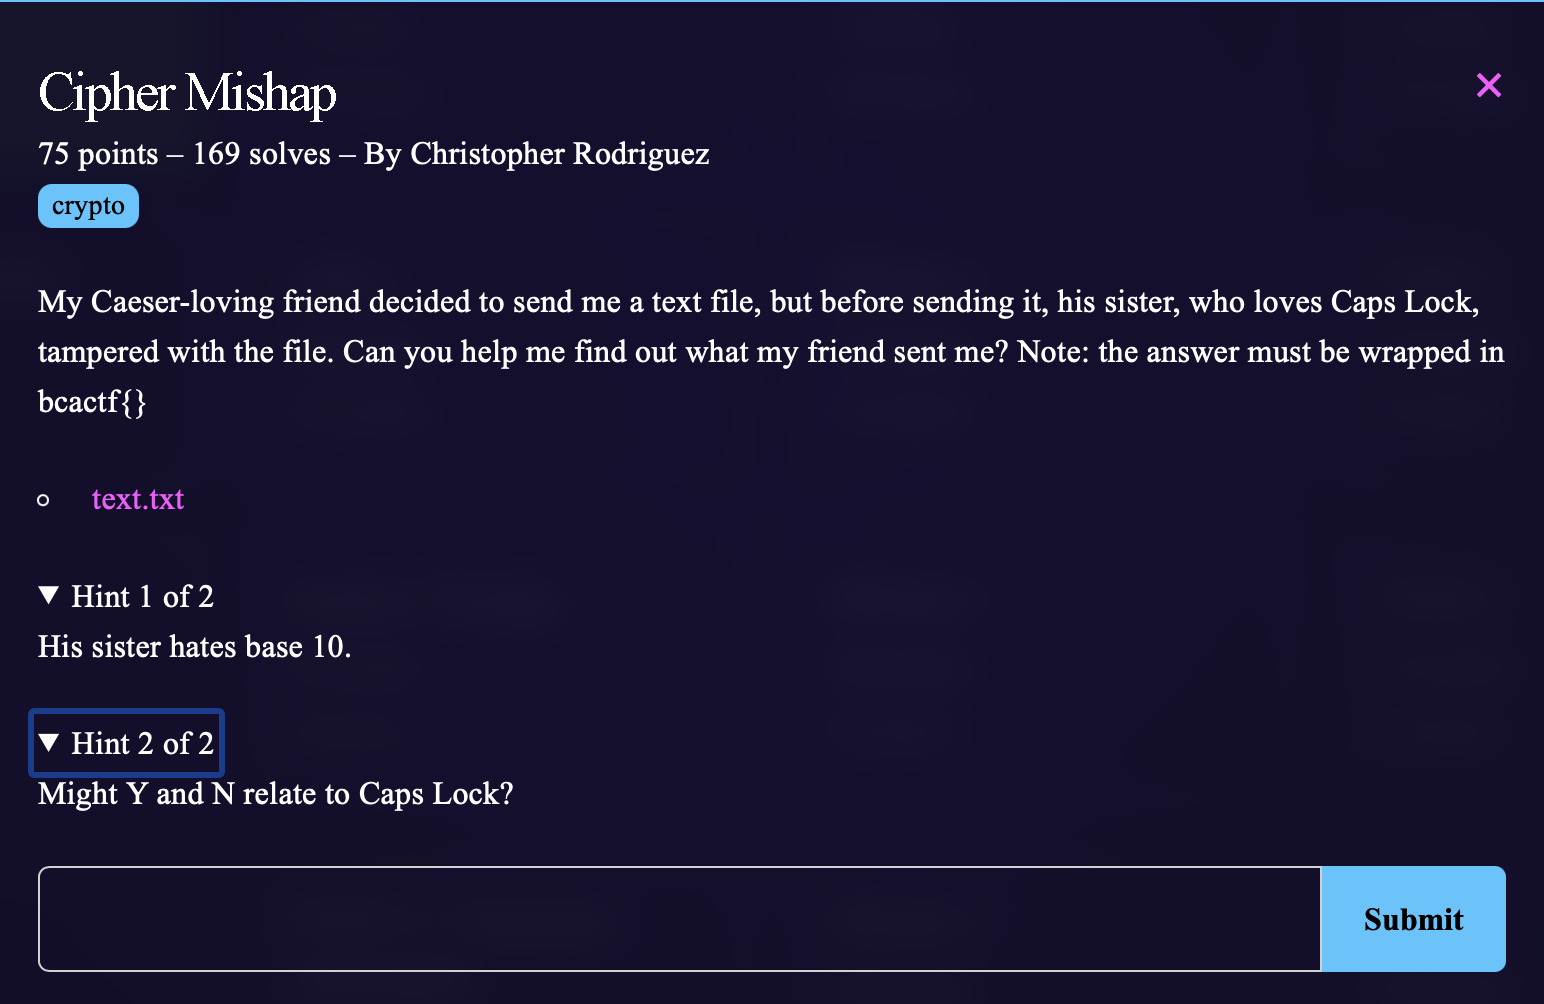 Cipher Mishap
75 points – 169 solves – By Christopher Rodriguez
crypto
My Caeser-loving friend decided to send me a text file, but before sending it, his sister, who loves Caps Lock,
tampered with the file. Can you help me find out what my friend sent me? Note: the answer must be wrapped in
bcactf{}
text.txt
▼ Hint 1 of 2
His sister hates base 10.
▼ Hint 2 of 2
Might Y and N relate to Caps Lock?
Submit